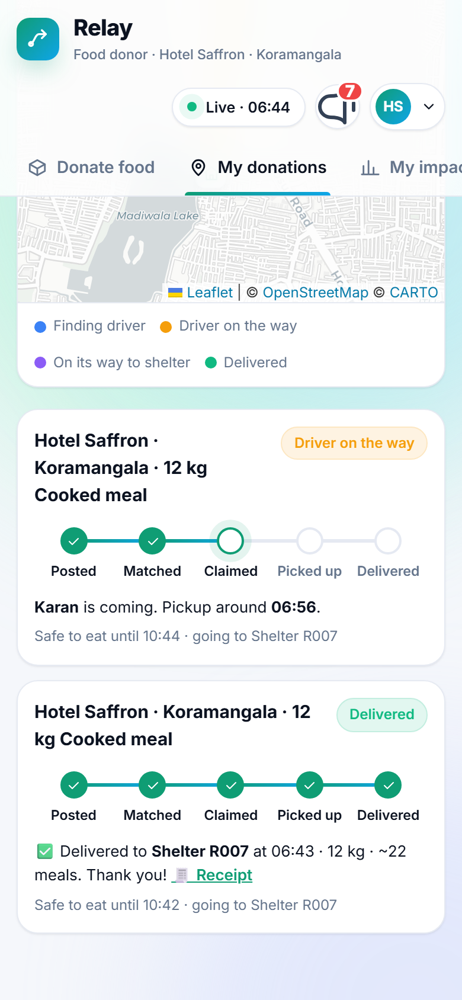 Relay
Food donor · Hotel Saffron · Koramangala
Live · 06:44
7
HS
Donate food
My donations
My impac
Madiwala Lake
Road
Leaflet | © OpenStreetMap © CARTO
Finding driver
Driver on the way
On its way to shelter
Delivered
Hotel Saffron ·
Koramangala · 12 kg
Cooked meal
Driver on the way
Posted
Matched
Claimed
Picked up
Delivered
Karan is coming. Pickup around 06:56.
Safe to eat until 10:44 · going to Shelter R007
Hotel Saffron · Koramangala · 12
kg Cooked meal
Delivered
Posted
Matched
Claimed
Picked up
Delivered
✅ Delivered to Shelter R007 at 06:43 · 12 kg · ~22
meals. Thank you! 🧾 Receipt
Safe to eat until 10:42 · going to Shelter R007